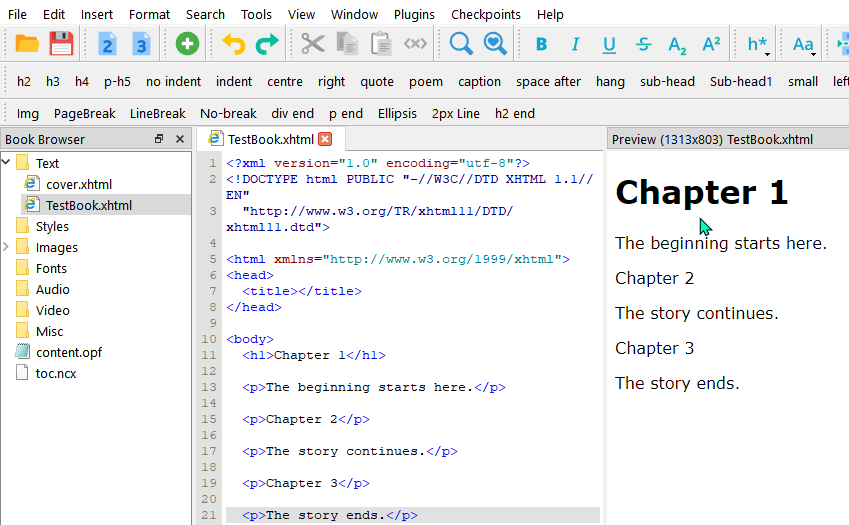 File Edit Insert Format Search Tools View Window Plugins Checkpoints Help
2 3 B I U S A2 A2 h* Aa
h2 h3 h4 p-h5 no indent indent centre right quote poem caption space after hang sub-head Sub-head1 small left
Img PageBreak LineBreak No-break div end p end Ellipsis 2px Line h2 end
Book Browser
Text
cover.xhtml
TestBook.xhtml
Styles
Images
Fonts
Audio
Video
Misc
content.opf
toc.ncx
TestBook.xhtml
1 <?xml version="1.0" encoding="utf-8"?>
2 <!DOCTYPE html PUBLIC "-//W3C//DTD XHTML 1.1//
EN"
3 "http://www.w3.org/TR/xhtml11/DTD/
xhtml11.dtd">
4
5 <html xmlns="http://www.w3.org/1999/xhtml">
6 <head>
7 <title></title>
8 </head>
9
10 <body>
11 <h1>Chapter 1</h1>
12
13 <p>The beginning starts here.</p>
14
15 <p>Chapter 2</p>
16
17 <p>The story continues.</p>
18
19 <p>Chapter 3</p>
20
21 <p>The story ends.</p>
Preview (1313x803) TestBook.xhtml
Chapter 1
The beginning starts here.
Chapter 2
The story continues.
Chapter 3
The story ends.